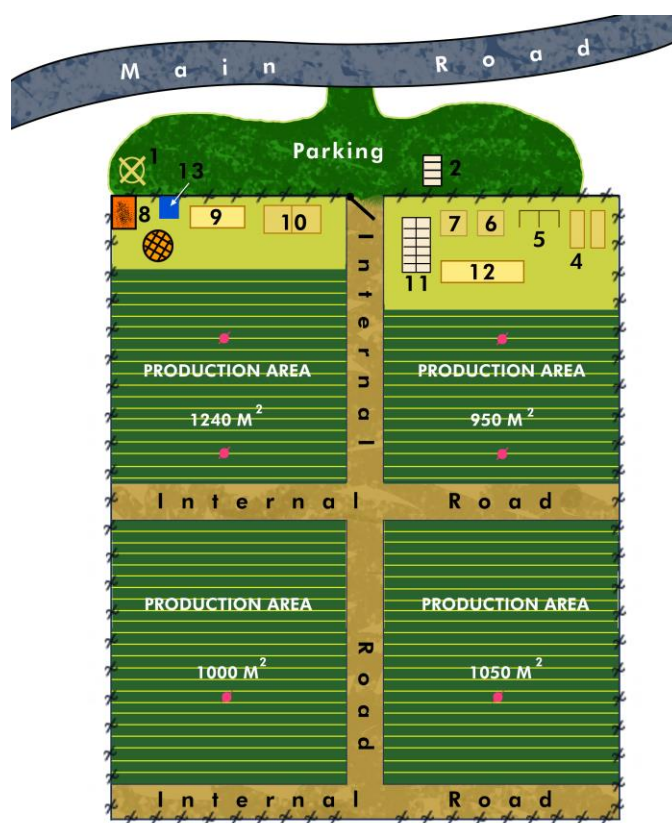 Main Road
Parking
1
2
13
8
9
10
7
6
5
4
11
12
Internal
PRODUCTION AREA
1240 M²
PRODUCTION AREA
950 M²
Internal Road
PRODUCTION AREA
1000 M²
PRODUCTION AREA
1050 M²
Road
Internal Road